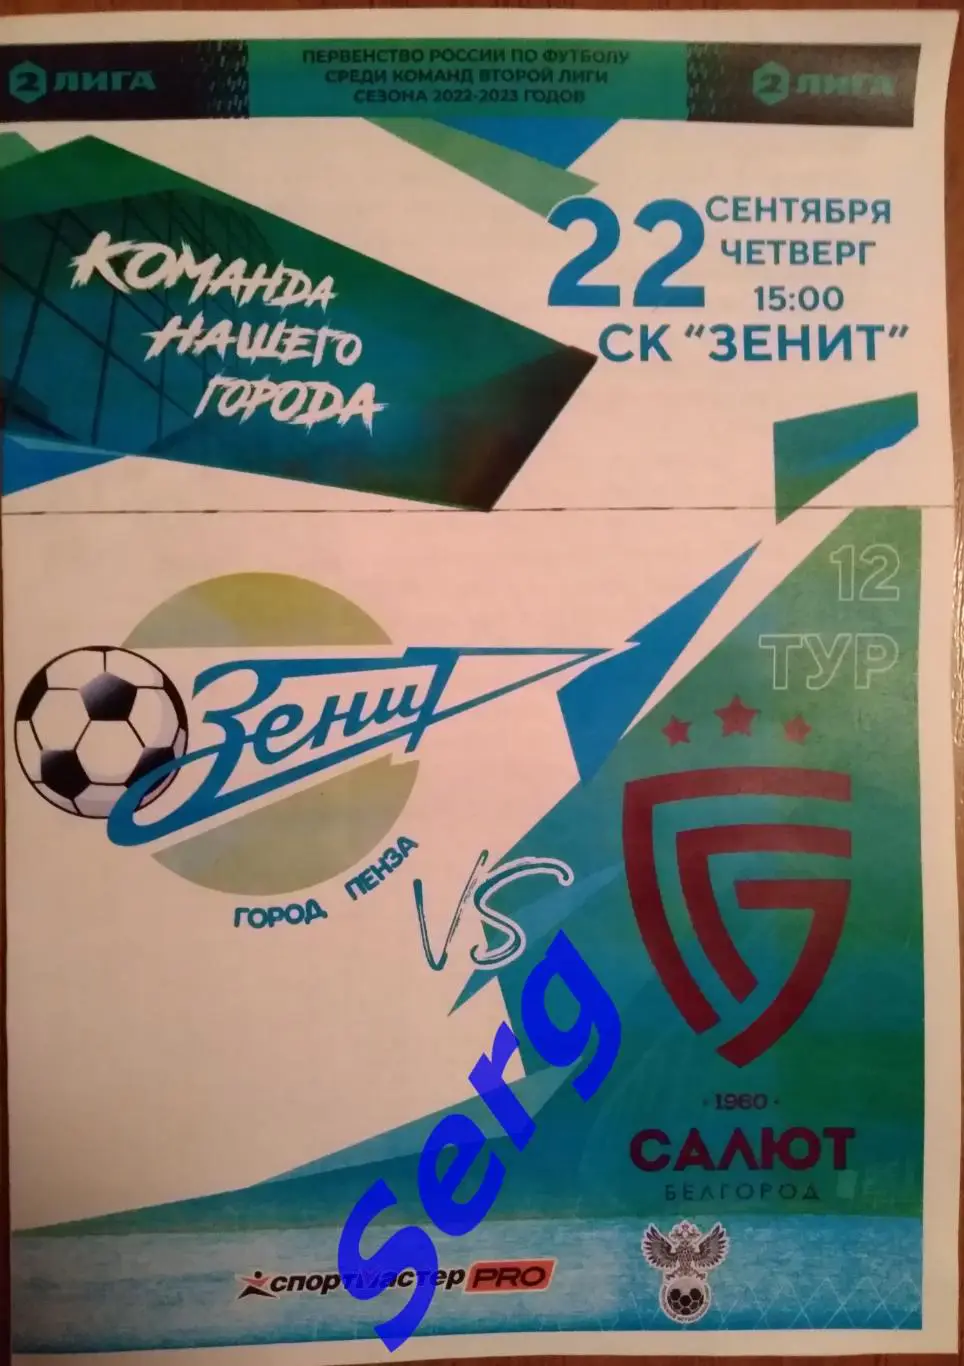 ПЕРВЕНСТВО РОССИИ ПО ФУТБОЛУ
СРЕДИ КОМАНД ВТОРОЙ ЛИГИ
СЕЗОНА 2022-2023 ГОДОВ
2 ЛИГА
2 ЛИГА
КОМАНДА
НАШЕГО
ГОРОДА
22
СЕНТЯБРЯ
ЧЕТВЕРГ
15:00
СК "ЗЕНИТ"
12
ТУР
Зенит
ГОРОД ПЕНЗА
VS
· 1960 ·
САЛЮТ
БЕЛГОРОД
СПОРТМАСТЕР PRO
Serg